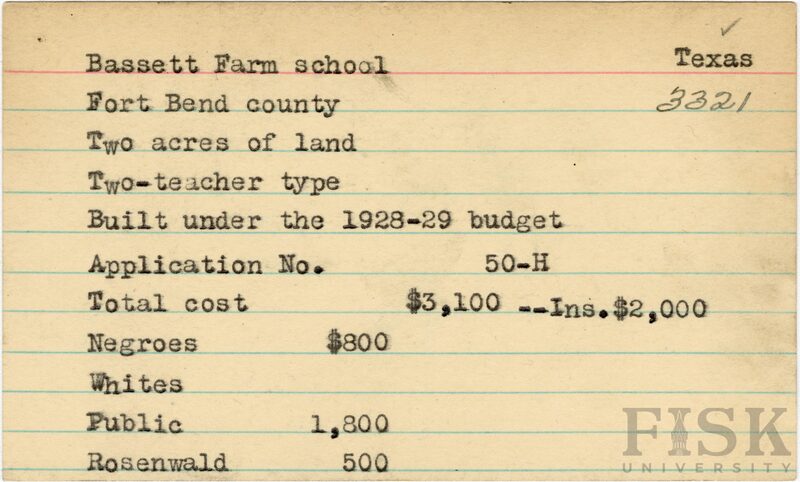 Bassett Farm school Texas
Fort Bend county 3321
Two acres of land
Two-teacher type
Built under the 1928-29 budget
Application No. 50-H
Total cost $3,100 --Ins.$2,000
Negroes $800
Whites
Public 1,800
Rosenwald 500
FISK
UNIVERSITY